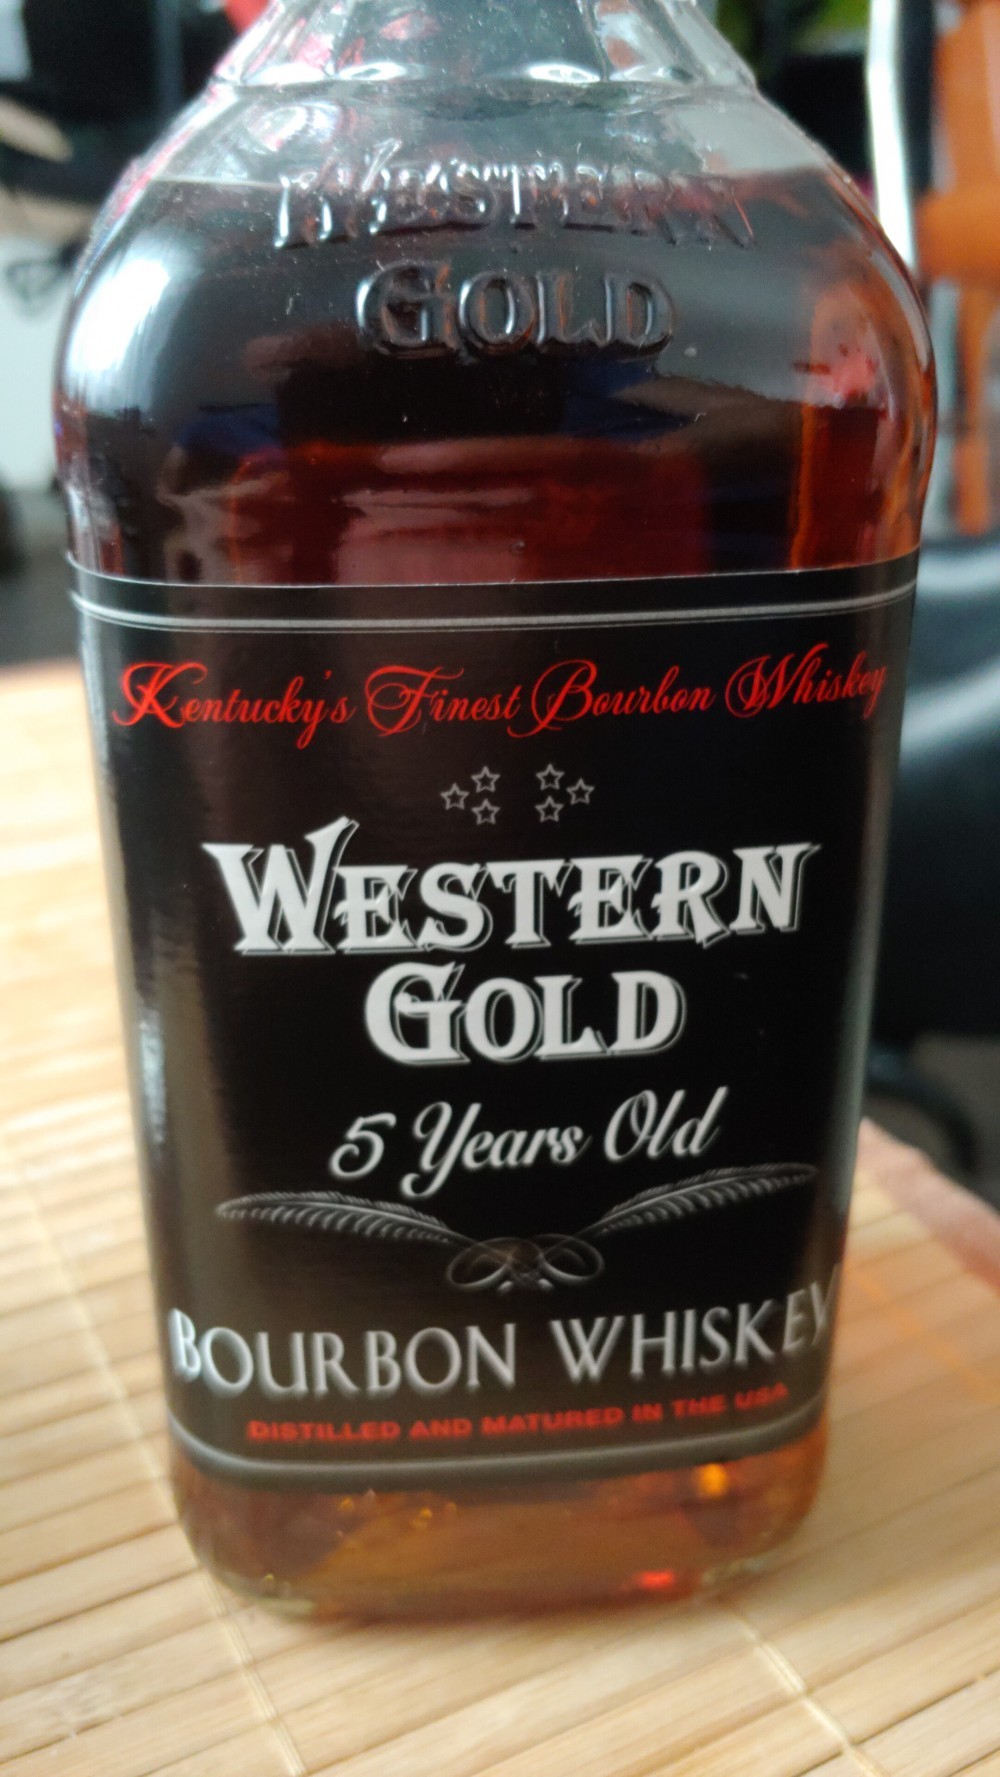 WESTERN
GOLD
Kentucky's Finest Bourbon Whiskey
WESTERN
GOLD
5 Years Old
BOURBON WHISKEY
DISTILLED AND MATURED IN THE USA